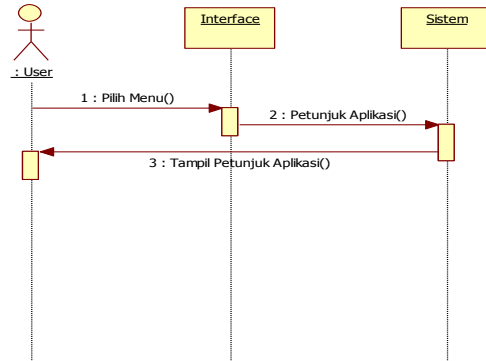 Interface
Sistem
: User
1 : Pilih Menu()
2 : Petunjuk Aplikasi()
3 : Tampil Petunjuk Aplikasi()